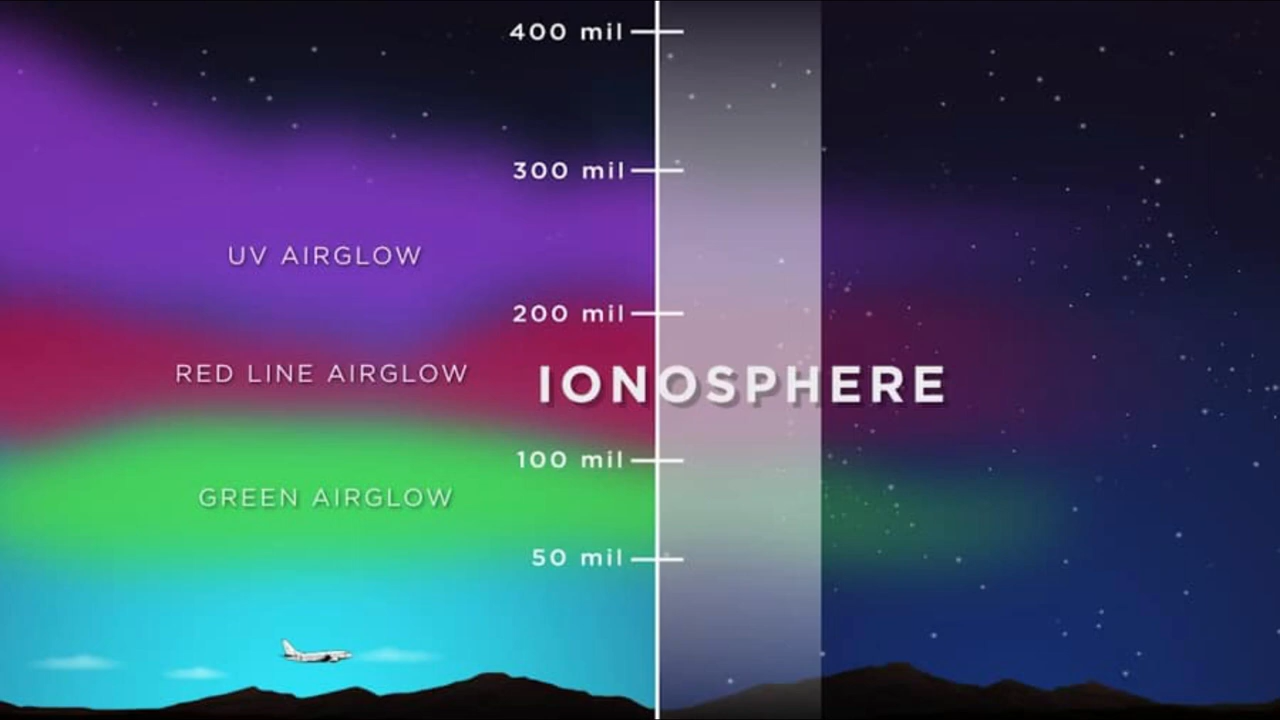 400 mil
300 mil
UV AIRGLOW
200 mil
RED LINE AIRGLOW
IONOSPHERE
100 mil
GREEN AIRGLOW
50 mil